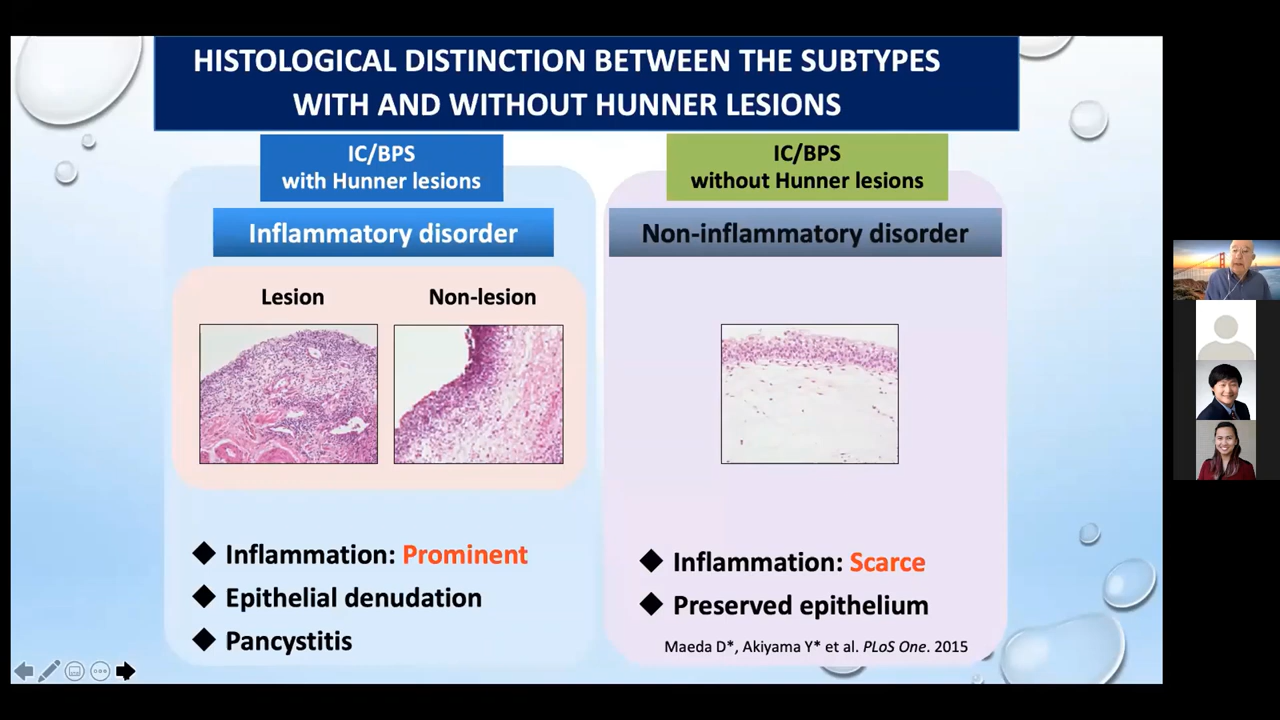 HISTOLOGICAL DISTINCTION BETWEEN THE SUBTYPES
WITH AND WITHOUT HUNNER LESIONS
IC/BPS
with Hunner lesions
Inflammatory disorder
Lesion
Non-lesion
◆ Inflammation: Prominent
◆ Epithelial denudation
◆ Pancystitis
IC/BPS
without Hunner lesions
Non-inflammatory disorder
◆ Inflammation: Scarce
◆ Preserved epithelium
Maeda D*, Akiyama Y* et al. PLoS One. 2015